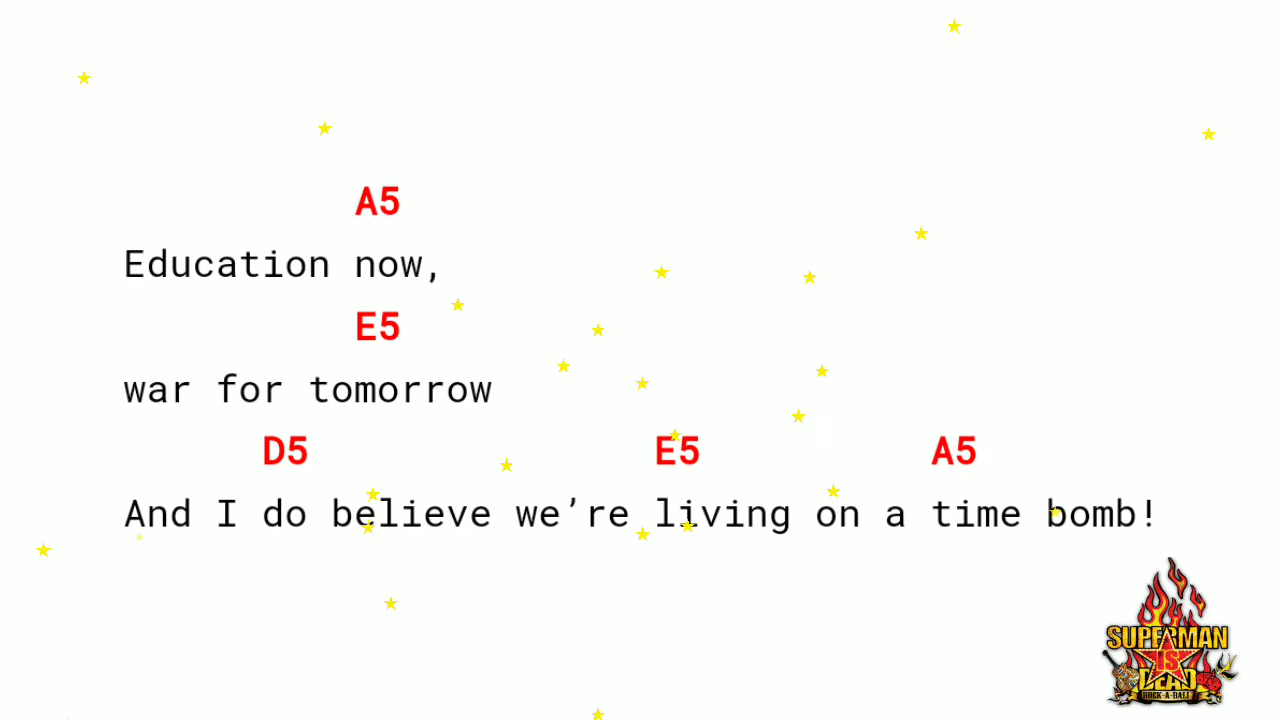 A5
Education now,
E5
war for tomorrow
D5 E5 A5
And I do believe we’re living on a time bomb!
SUPERMAN
IS
DEAD
ROCK-A-BALI